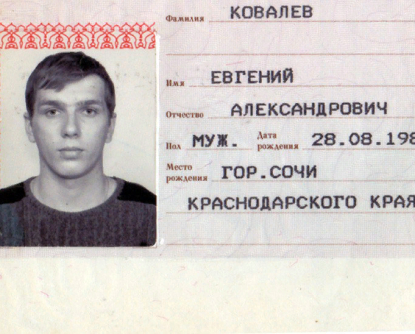 Фамилия КОВАЛЕВ
Имя ЕВГЕНИЙ
Отчество АЛЕКСАНДРОВИЧ
Пол МУЖ. Дата рождения 28.08.198
Место рождения ГОР.СОЧИ
КРАСНОДАРСКОГО КРАЯ